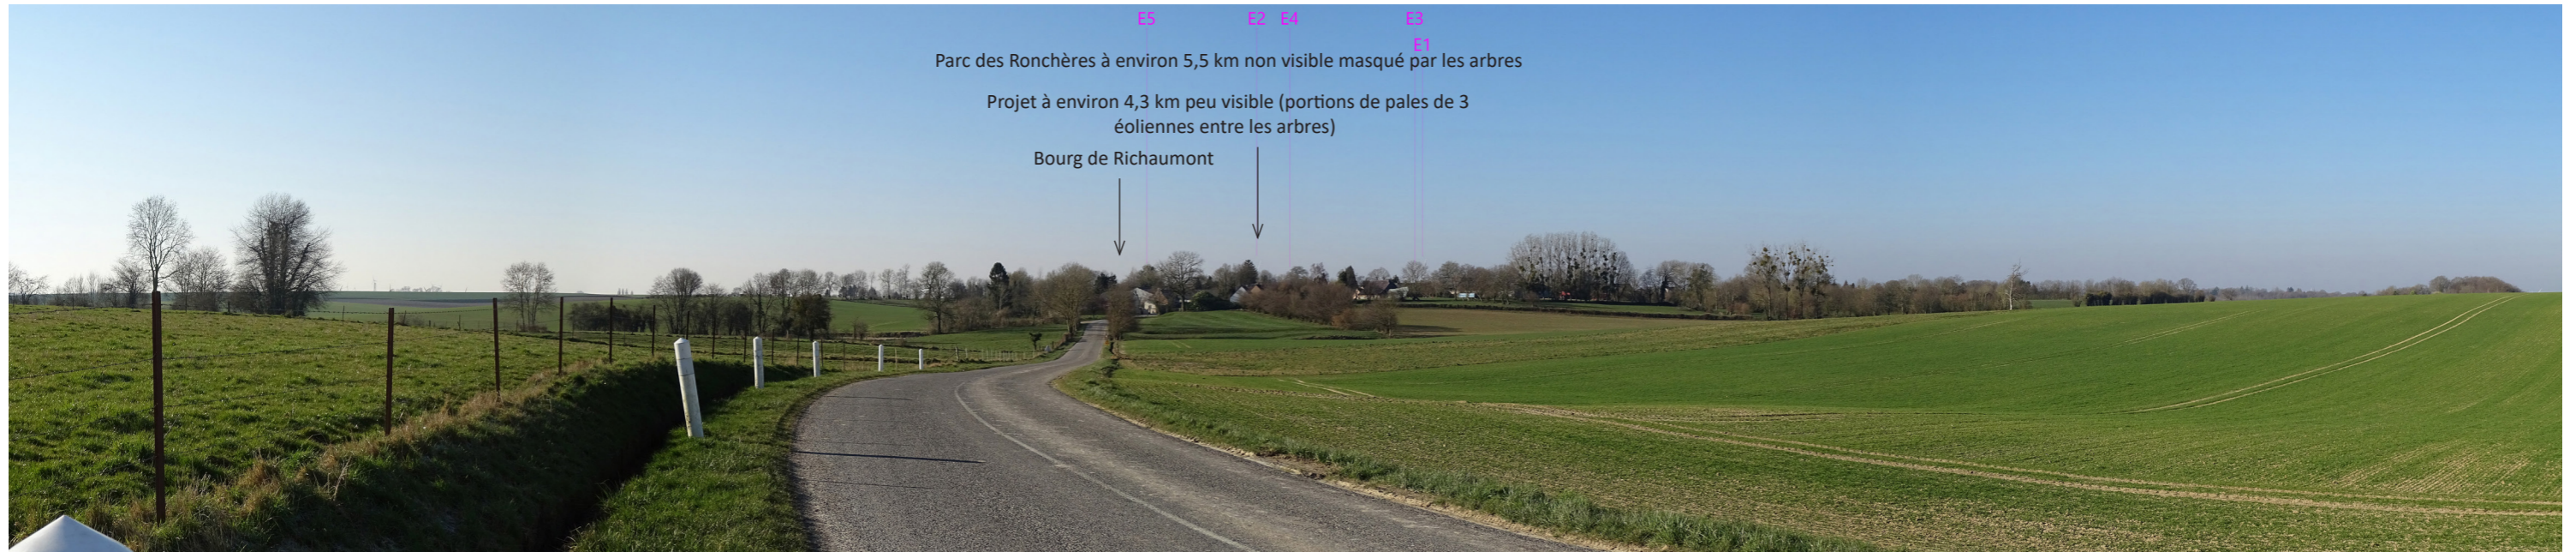 E5 E2 E4 E3
E1
Parc des Ronchères à environ 5,5 km non visible masqué par les arbres
Projet à environ 4,3 km peu visible (portions de pales de 3
éoliennes entre les arbres)
Bourg de Richaumont